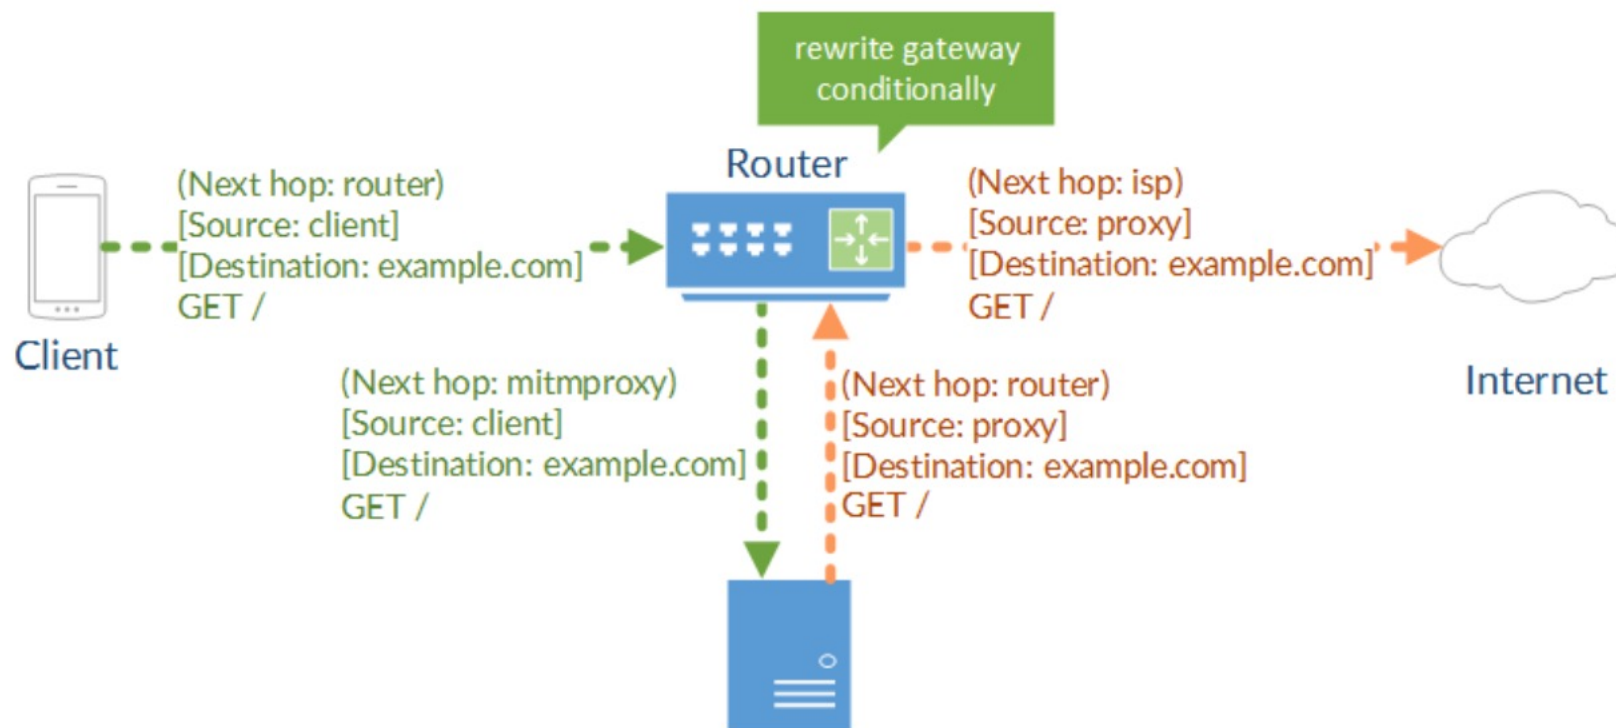 rewrite gateway
conditionally
Router
(Next hop: router)
[Source: client]
[Destination: example.com]
GET /
(Next hop: isp)
[Source: proxy]
[Destination: example.com]
GET /
Client
Internet
(Next hop: mitmproxy)
[Source: client]
[Destination: example.com]
GET /
(Next hop: router)
[Source: proxy]
[Destination: example.com]
GET /